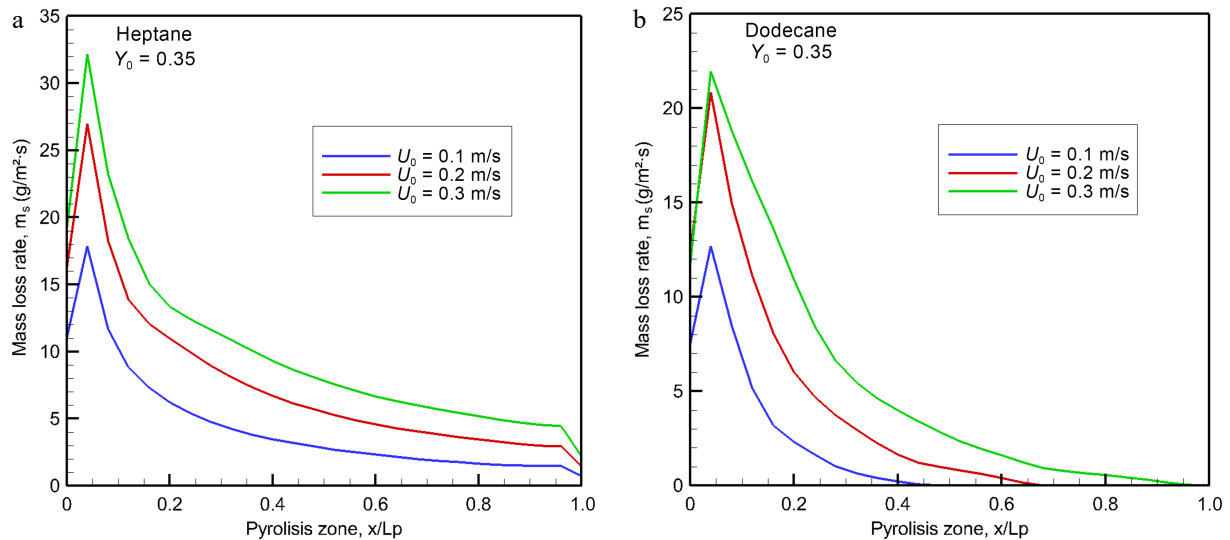 a
Heptane
Y₀ = 0.35
U₀ = 0.1 m/s
U₀ = 0.2 m/s
U₀ = 0.3 m/s
Mass loss rate, mₛ (g/m²·s)
35
30
25
20
15
10
5
0
0
0.2
0.4
0.6
0.8
1.0
Pyrolisis zone, x/Lp
b
Dodecane
Y₀ = 0.35
U₀ = 0.1 m/s
U₀ = 0.2 m/s
U₀ = 0.3 m/s
Mass loss rate, mₛ (g/m²·s)
25
20
15
10
5
0
0
0.2
0.4
0.6
0.8
1.0
Pyrolisis zone, x/Lp